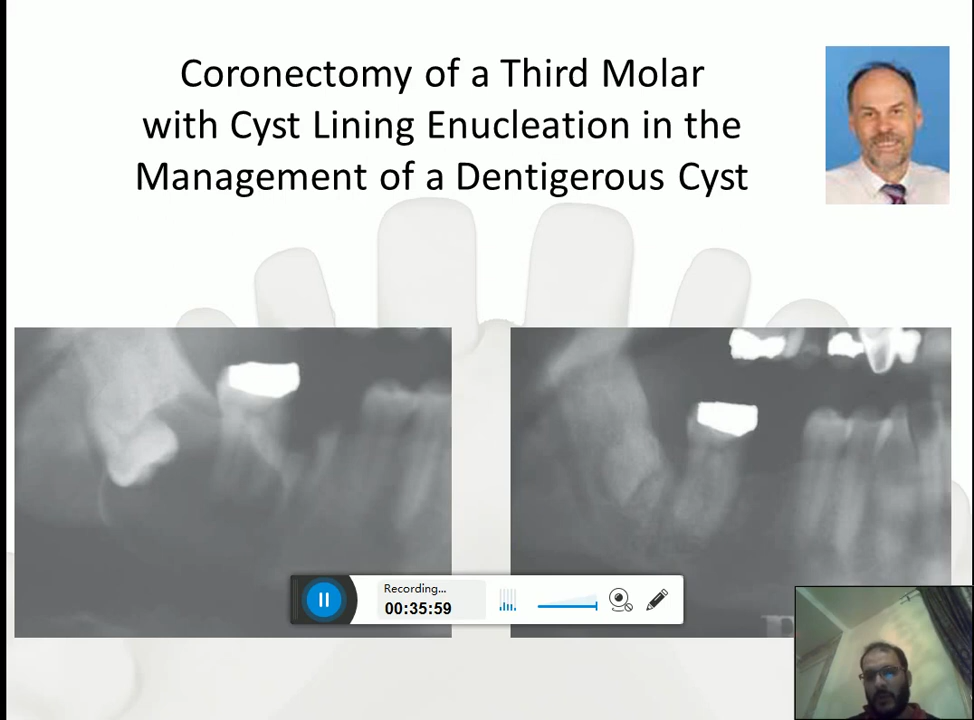 Coronectomy of a Third Molar
with Cyst Lining Enucleation in the
Management of a Dentigerous Cyst
Recording...
00:35:59